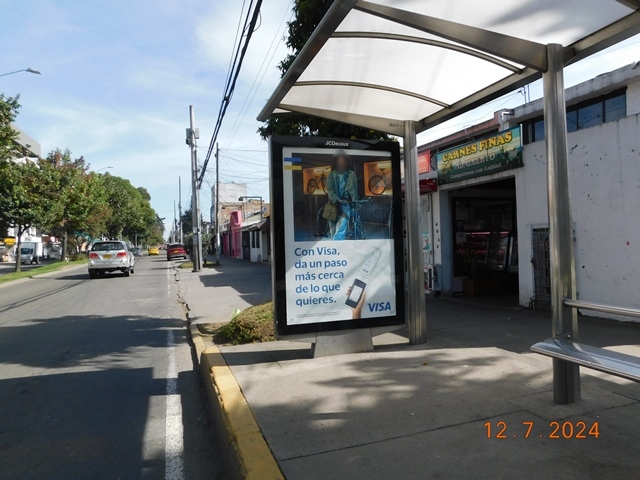 JCDecaux
CARNES FINAS
Con Visa,
da un paso
más cerca
de lo que
quieres.
VISA
12.7.2024